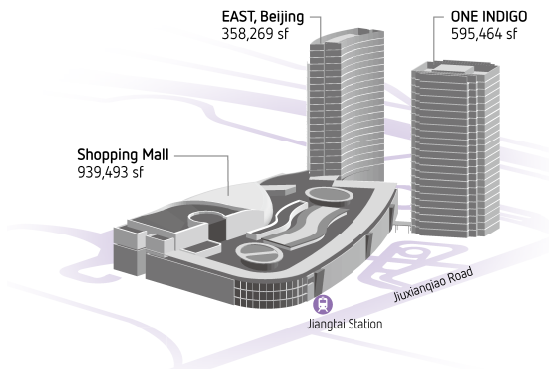 EAST, Beijing
358,269 sf
ONE INDIGO
595,464 sf
Shopping Mall
939,493 sf
Jiuxianqiao Road
Jiangtai Station